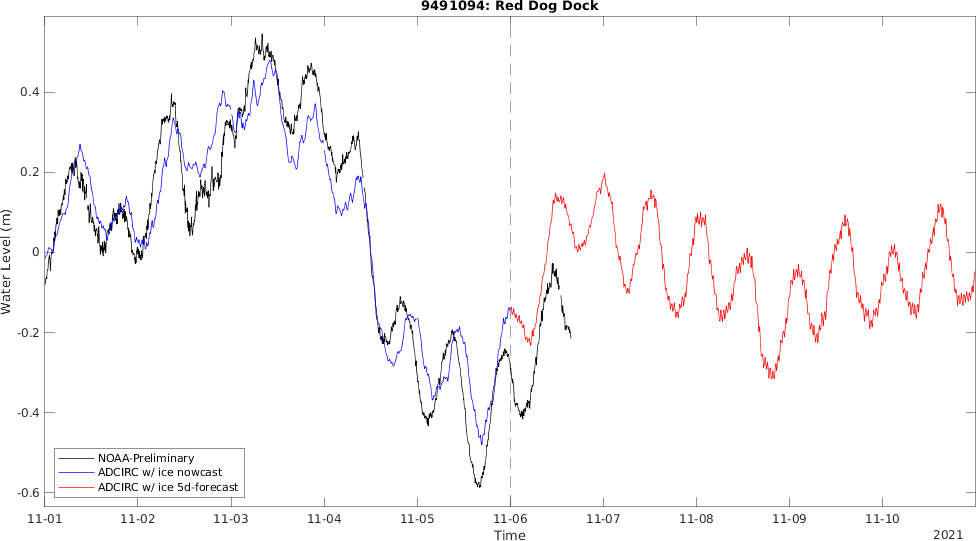 9491094: Red Dog Dock
Water Level (m)
0.4
0.2
0
-0.2
-0.4
-0.6
NOAA-Preliminary
ADCIRC w/ ice nowcast
ADCIRC w/ ice 5d-forecast
11-01 11-02 11-03 11-04 11-05 11-06 11-07 11-08 11-09 11-10
Time
2021